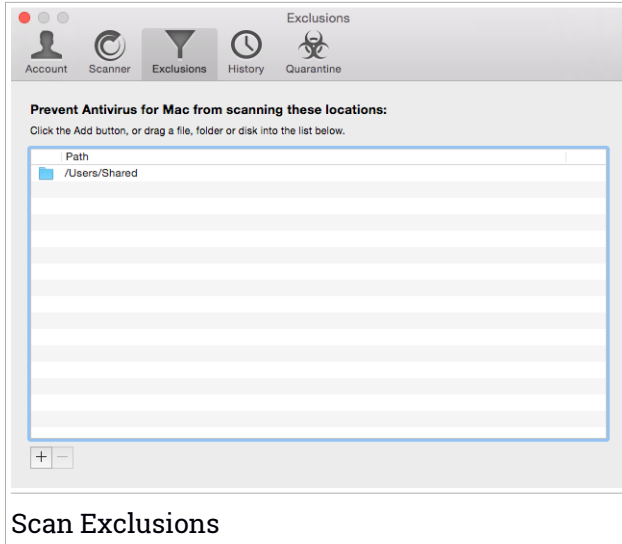 Exclusions
Account Scanner Exclusions History Quarantine
Prevent Antivirus for Mac from scanning these locations:
Click the Add button, or drag a file, folder or disk into the list below.
Path
/Users/Shared
+ −
Scan Exclusions